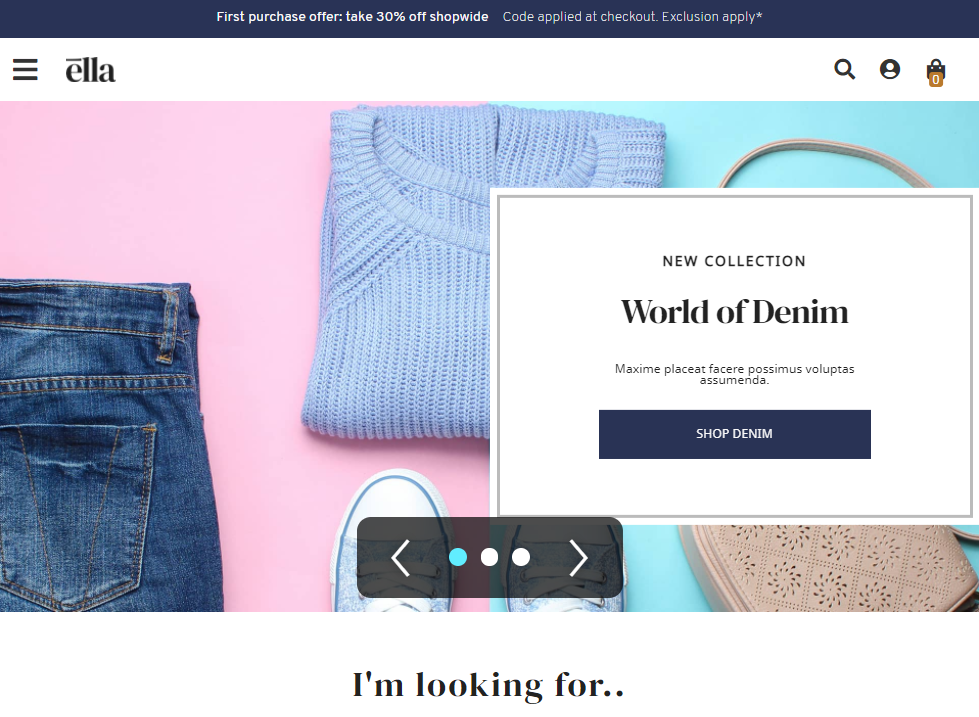 First purchase offer: take 30% off shopwide Code applied at checkout. Exclusion apply*
ēlla
0
NEW COLLECTION
World of Denim
Maxime placeat facere possimus voluptas
assumenda.
SHOP DENIM
I'm looking for..